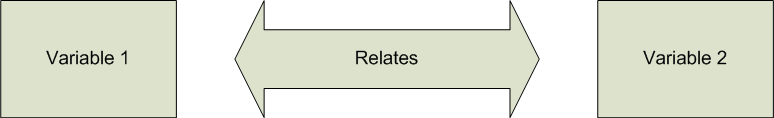 Variable 1
Relates
Variable 2